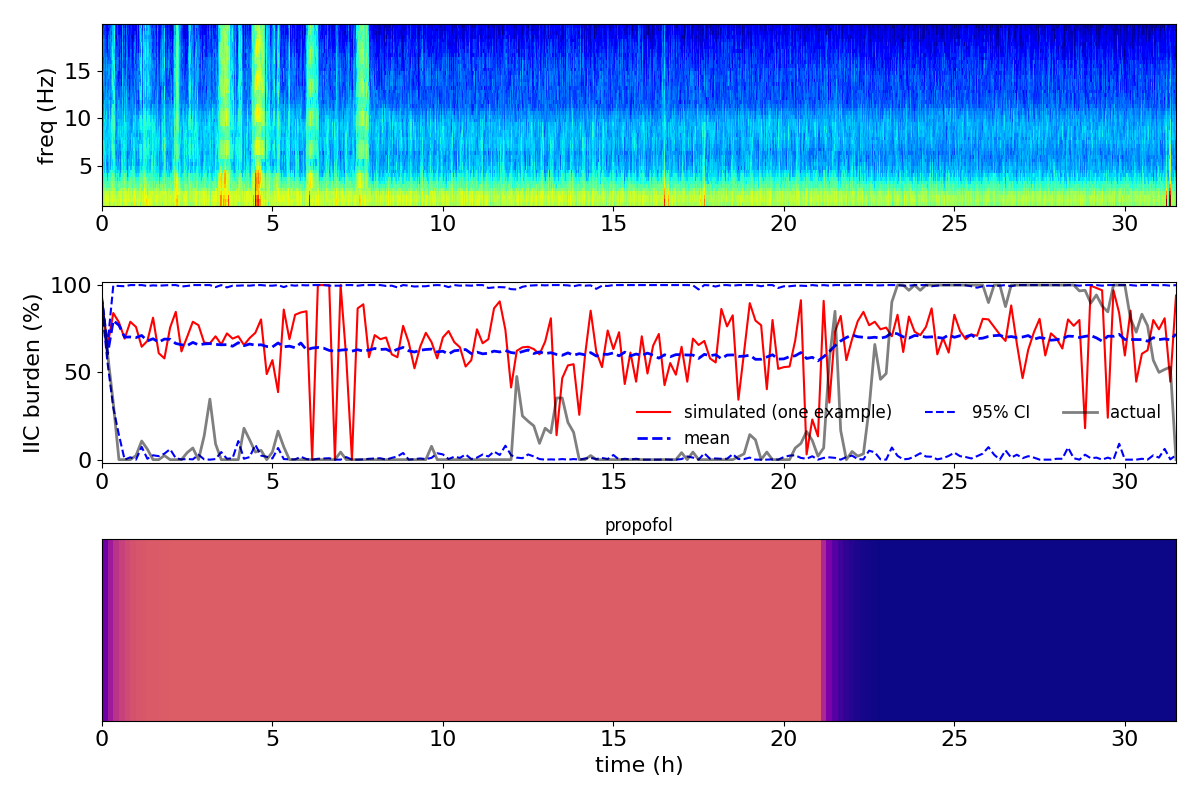 freq (Hz)
15
10
5
0 5 10 15 20 25 30
IIC burden (%)
100
50
0
simulated (one example) 95% CI actual
mean
0 5 10 15 20 25 30
propofol
0 5 10 15 20 25 30
time (h)